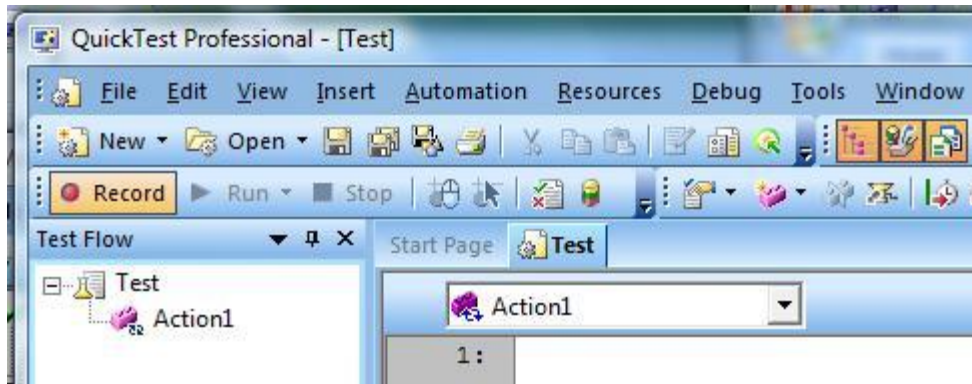 QuickTest Professional - [Test]
File Edit View Insert Automation Resources Debug Tools Window
New Open
Record Run Stop
Test Flow
Start Page Test
Test
Action1
Action1
1: